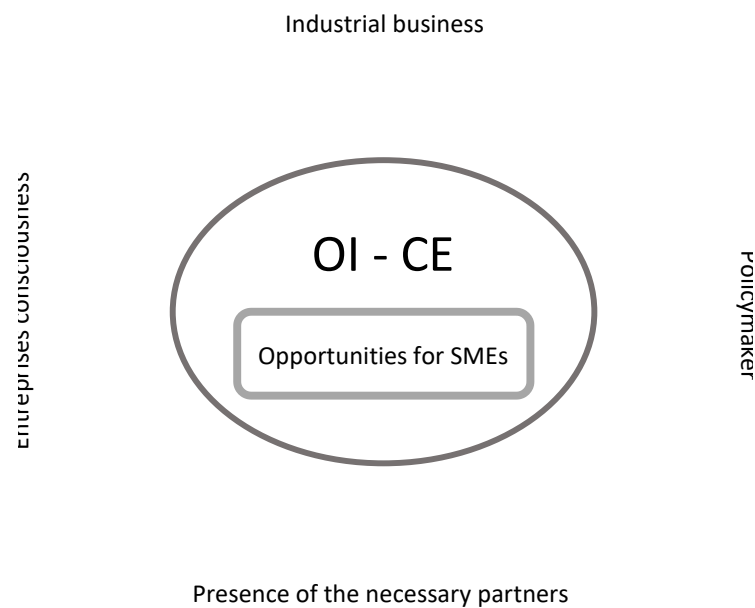 Industrial business
Entreprises consciousness
OI - CE
Policymaker
Opportunities for SMEs
Presence of the necessary partners